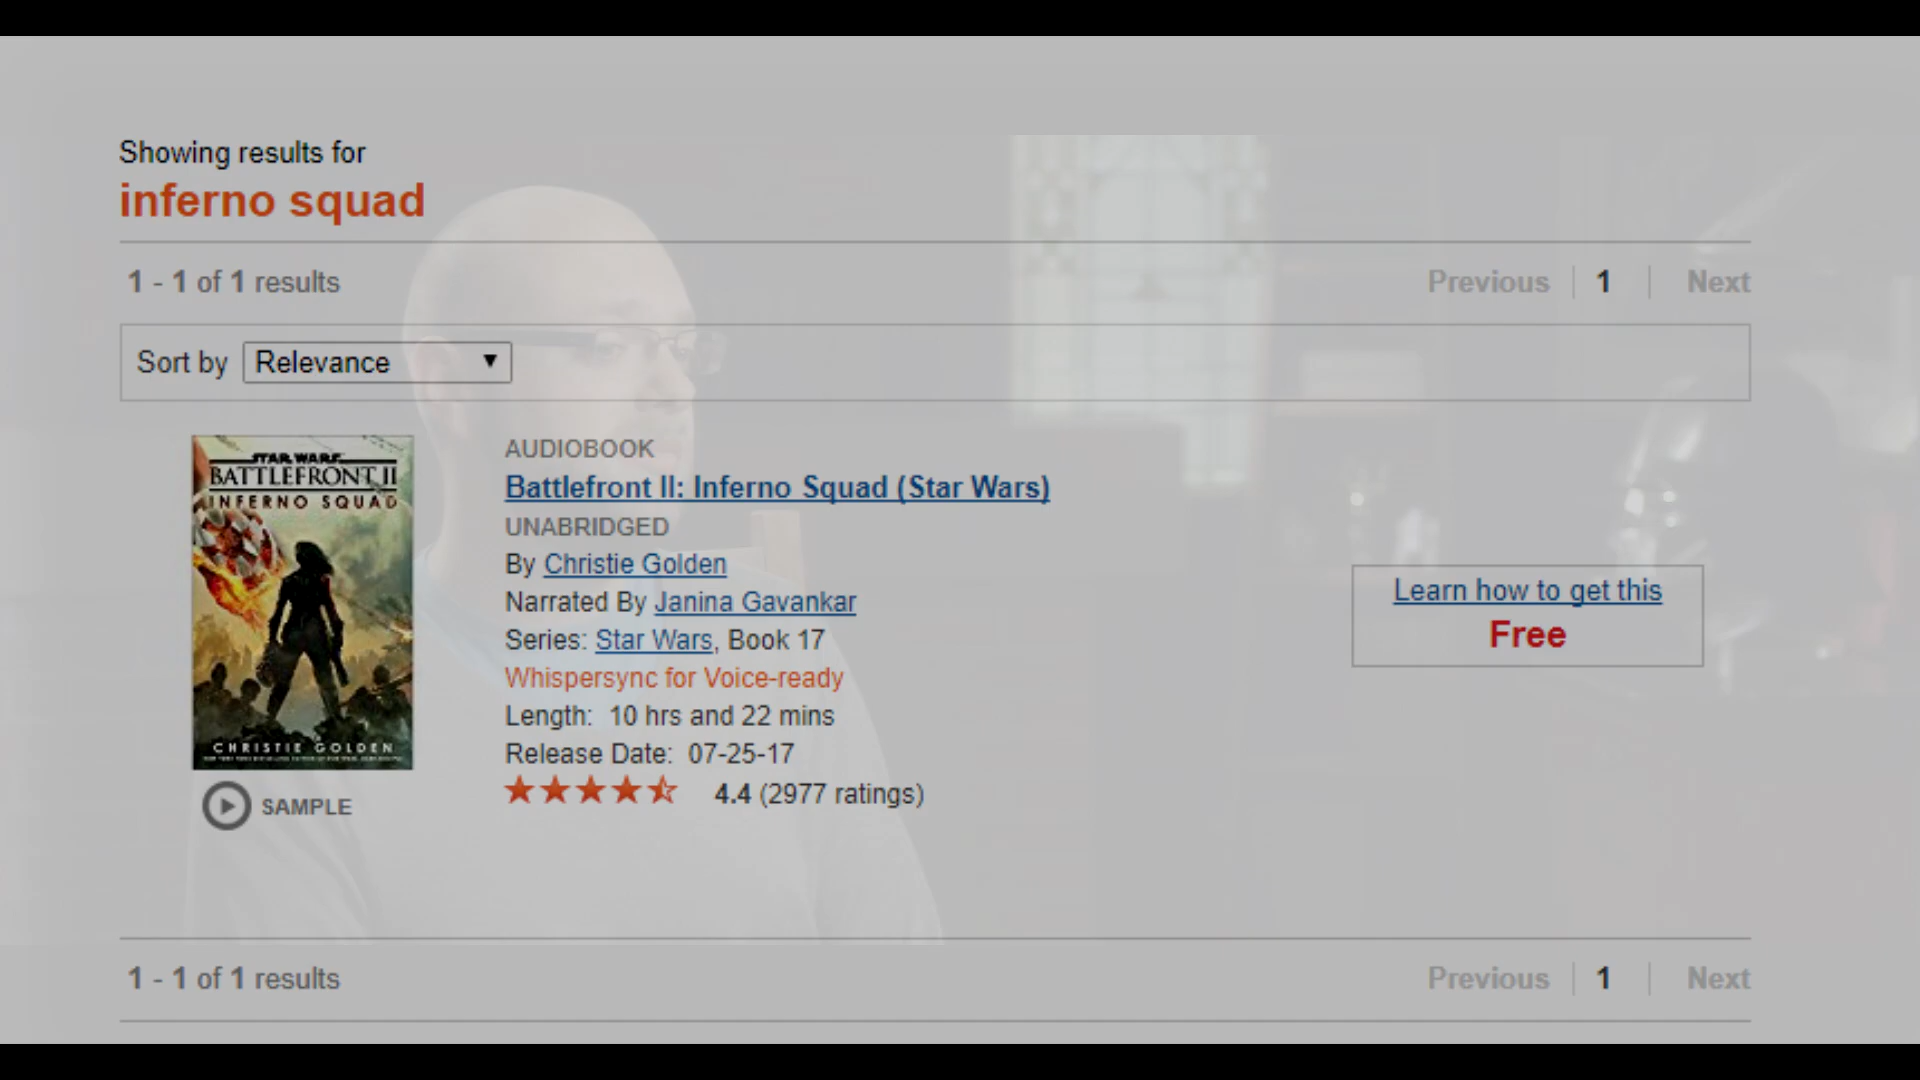 Showing results for
inferno squad
1 - 1 of 1 results
Previous 1 Next
Sort by Relevance
STAR WARS
BATTLEFRONT II
INFERNO SQUAD
CHRISTIE GOLDEN
SAMPLE
AUDIOBOOK
Battlefront II: Inferno Squad (Star Wars)
UNABRIDGED
By Christie Golden
Narrated By Janina Gavankar
Series: Star Wars, Book 17
Whispersync for Voice-ready
Length: 10 hrs and 22 mins
Release Date: 07-25-17
4.4 (2977 ratings)
Learn how to get this
Free
1 - 1 of 1 results
Previous 1 Next